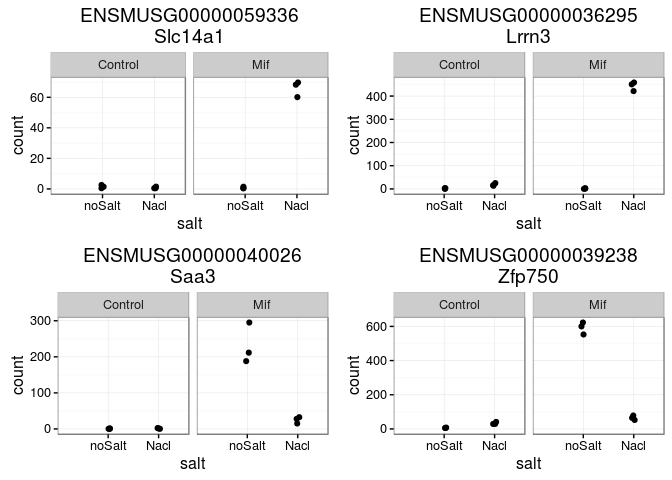 ENSMUSG00000059336
Slc14a1
Control Mif
count
60
40
20
0
noSalt Nacl noSalt Nacl
salt
ENSMUSG00000036295
Lrrn3
Control Mif
count
400
300
200
100
0
noSalt Nacl noSalt Nacl
salt
ENSMUSG00000040026
Saa3
Control Mif
count
300
200
100
0
noSalt Nacl noSalt Nacl
salt
ENSMUSG00000039238
Zfp750
Control Mif
count
600
400
200
0
noSalt Nacl noSalt Nacl
salt